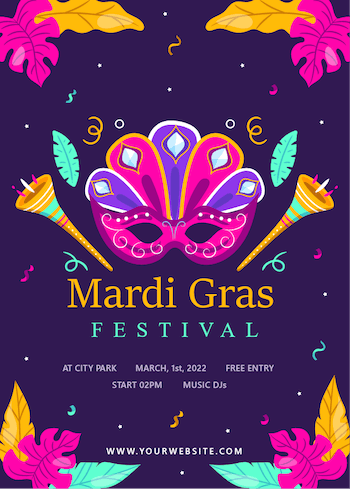 Mardi Gras
FESTIVAL
AT CITY PARK MARCH, 1st, 2022 FREE ENTRY
START 02PM MUSIC DJs
WWW.YOURWEBSITE.COM